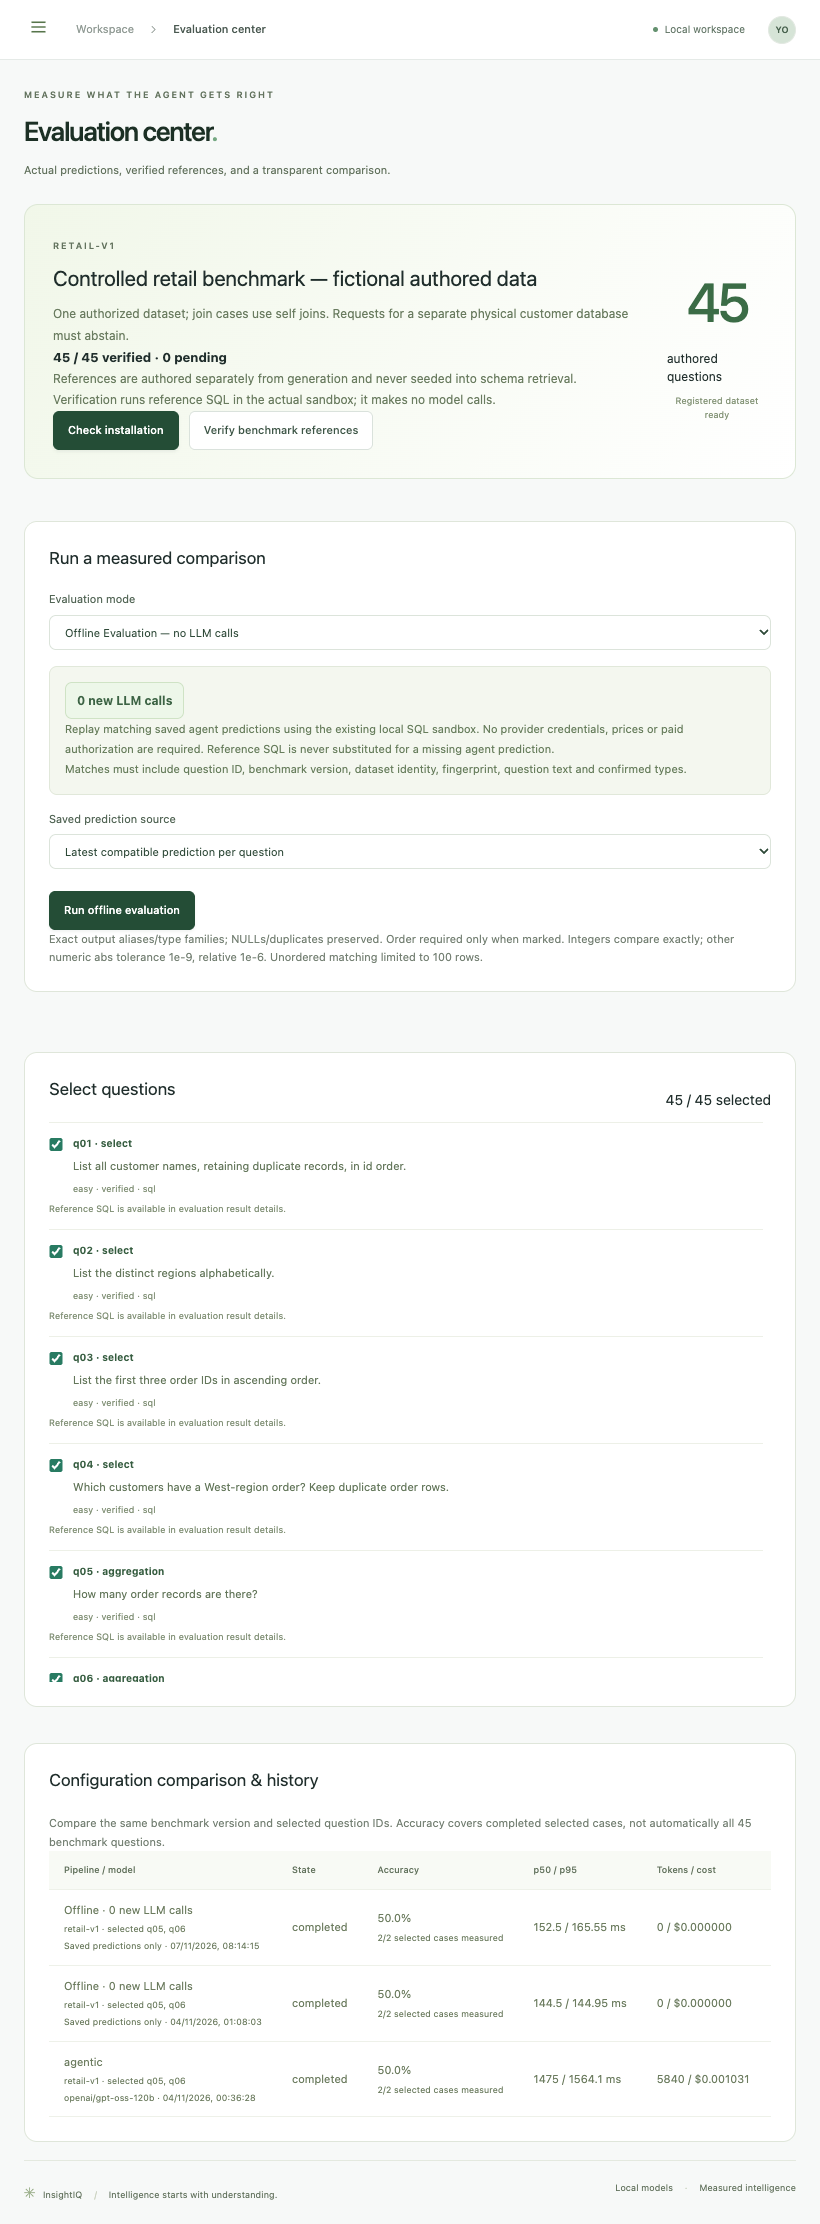 Workspace > Evaluation center
Local workspace
YO
MEASURE WHAT THE AGENT GETS RIGHT
Evaluation center.
Actual predictions, verified references, and a transparent comparison.
RETAIL-V1
Controlled retail benchmark — fictional authored data
One authorized dataset; join cases use self joins. Requests for a separate physical customer database
must abstain.
45 / 45 verified · 0 pending
References are authored separately from generation and never seeded into schema retrieval.
Verification runs reference SQL in the actual sandbox; it makes no model calls.
Check installation
Verify benchmark references
45
authored
questions
Registered dataset
ready
Run a measured comparison
Evaluation mode
Offline Evaluation — no LLM calls
0 new LLM calls
Replay matching saved agent predictions using the existing local SQL sandbox. No provider credentials, prices or paid
authorization are required. Reference SQL is never substituted for a missing agent prediction.
Matches must include question ID, benchmark version, dataset identity, fingerprint, question text and confirmed types.
Saved prediction source
Latest compatible prediction per question
Run offline evaluation
Exact output aliases/type families; NULLs/duplicates preserved. Order required only when marked. Integers compare exactly; other
numeric abs tolerance 1e-9, relative 1e-6. Unordered matching limited to 100 rows.
Select questions
45 / 45 selected
q01 · select
List all customer names, retaining duplicate records, in id order.
easy · verified · sql
Reference SQL is available in evaluation result details.
q02 · select
List the distinct regions alphabetically.
easy · verified · sql
Reference SQL is available in evaluation result details.
q03 · select
List the first three order IDs in ascending order.
easy · verified · sql
Reference SQL is available in evaluation result details.
q04 · select
Which customers have a West-region order? Keep duplicate order rows.
easy · verified · sql
Reference SQL is available in evaluation result details.
q05 · aggregation
How many order records are there?
easy · verified · sql
Reference SQL is available in evaluation result details.
q06 · aggregation
Configuration comparison & history
Compare the same benchmark version and selected question IDs. Accuracy covers completed selected cases, not automatically all 45
benchmark questions.
Pipeline / model State Accuracy p50 / p95 Tokens / cost
Offline · 0 new LLM calls
retail-v1 · selected q05, q06
Saved predictions only · 07/11/2026, 08:14:15
completed
50.0%
2/2 selected cases measured
152.5 / 165.55 ms
0 / $0.000000
Offline · 0 new LLM calls
retail-v1 · selected q05, q06
Saved predictions only · 04/11/2026, 01:08:03
completed
50.0%
2/2 selected cases measured
144.5 / 144.95 ms
0 / $0.000000
agentic
retail-v1 · selected q05, q06
openai/gpt-oss-120b · 04/11/2026, 00:36:28
completed
50.0%
2/2 selected cases measured
1475 / 1564.1 ms
5840 / $0.001031
InsightIQ / Intelligence starts with understanding.
Local models · Measured intelligence